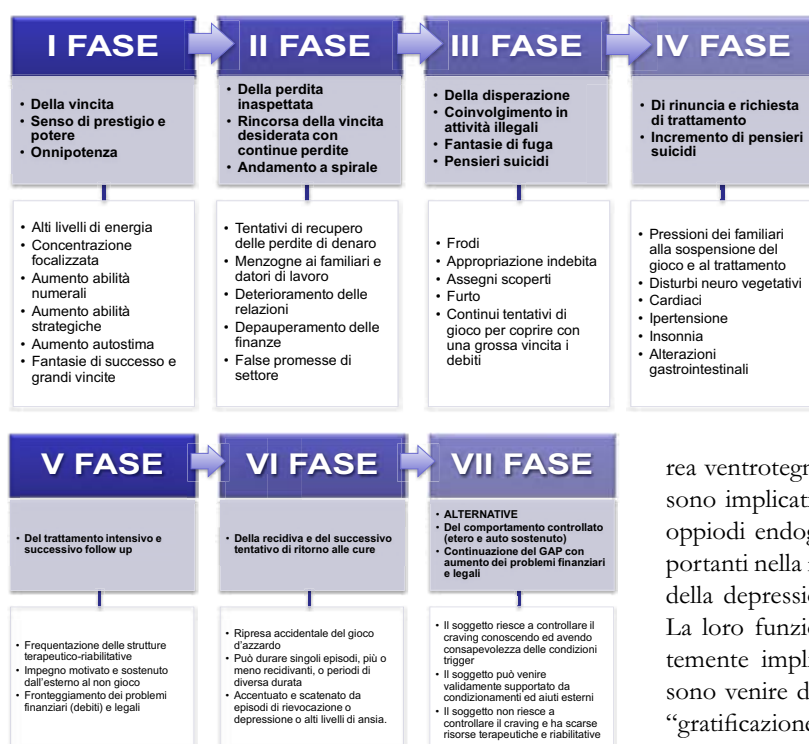 I FASE
• Della vincita
• Senso di prestigio e
potere
• Onnipotenza
• Alti livelli di energia
• Concentrazione
focalizzata
• Aumento abilità
numerali
• Aumento abilità
strategiche
• Aumento autostima
• Fantasie di successo e
grandi vincite
II FASE
• Della perdita
inaspettata
• Rincorsa della vincita
desiderata con
continue perdite
• Andamento a spirale
• Tentativi di recupero
delle perdite di denaro
• Menzogne ai familiari e
datori di lavoro
• Deterioramento delle
relazioni
• Depauperamento delle
finanze
• False promesse di
settore
III FASE
• Della disperazione
• Coinvolgimento in
attività illegali
• Fantasie di fuga
• Pensieri suicidi
• Frodi
• Appropriazione indebita
• Assegni scoperti
• Furto
• Continui tentativi di
gioco per coprire con
una grossa vincita i
debiti
IV FASE
• Di rinuncia e richiesta
di trattamento
• Incremento di pensieri
suicidi
• Pressioni dei familiari
alla sospensione del
gioco e al trattamento
• Disturbi neuro vegetativi
• Cardiaci
• Ipertensione
• Insonnia
• Alterazioni
gastrointestinali
V FASE
• Del trattamento intensivo e
successivo follow up
• Frequentazione delle strutture
terapeutico-riabilitative
• Impegno motivato e sostenuto
dall'esterno al non gioco
• Fronteggiamento dei problemi
finanziari (debiti) e legali
VI FASE
• Della recidiva e del successivo
tentativo di ritorno alle cure
• Ripresa accidentale del gioco
d'azzardo
• Può durare singoli episodi, più o
meno recidivanti, o periodi di
diversa durata
• Accentuato e scatenato da
episodi di rievocazione o
depressione o alti livelli di ansia.
VII FASE
• ALTERNATIVE
• Del comportamento controllato
(etero e auto sostenuto)
• Continuazione del GAP con
aumento dei problemi finanziari
e legali
• Il soggetto riesce a controllare il
craving conoscendo ed avendo
consapevolezza delle condizioni
trigger
• Il soggetto può venire
validamente supportato da
condizionamenti ed aiuti esterni
• Il soggetto non riesce a
controllare il craving e ha scarse
risorse terapeutiche e riabilitative
rea ventrotegn
sono implicati
oppiodi endog
portanti nella
della depressi
La loro funzi
temente impli
sono venire d
"gratificazione